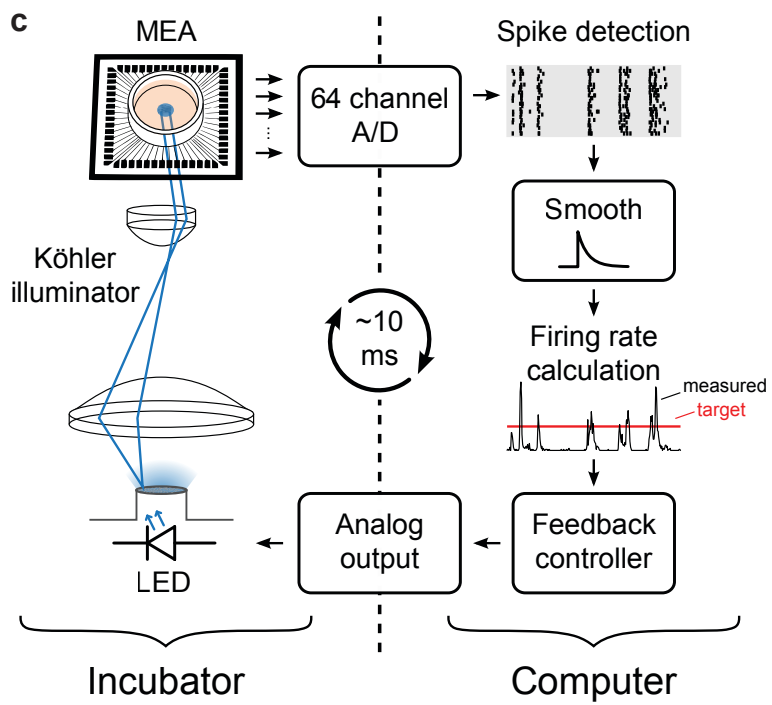 c
MEA
64 channel
A/D
Spike detection
Smooth
Köhler
illuminator
~10
ms
Firing rate
calculation
measured
target
Analog
output
Feedback
controller
LED
Incubator
Computer